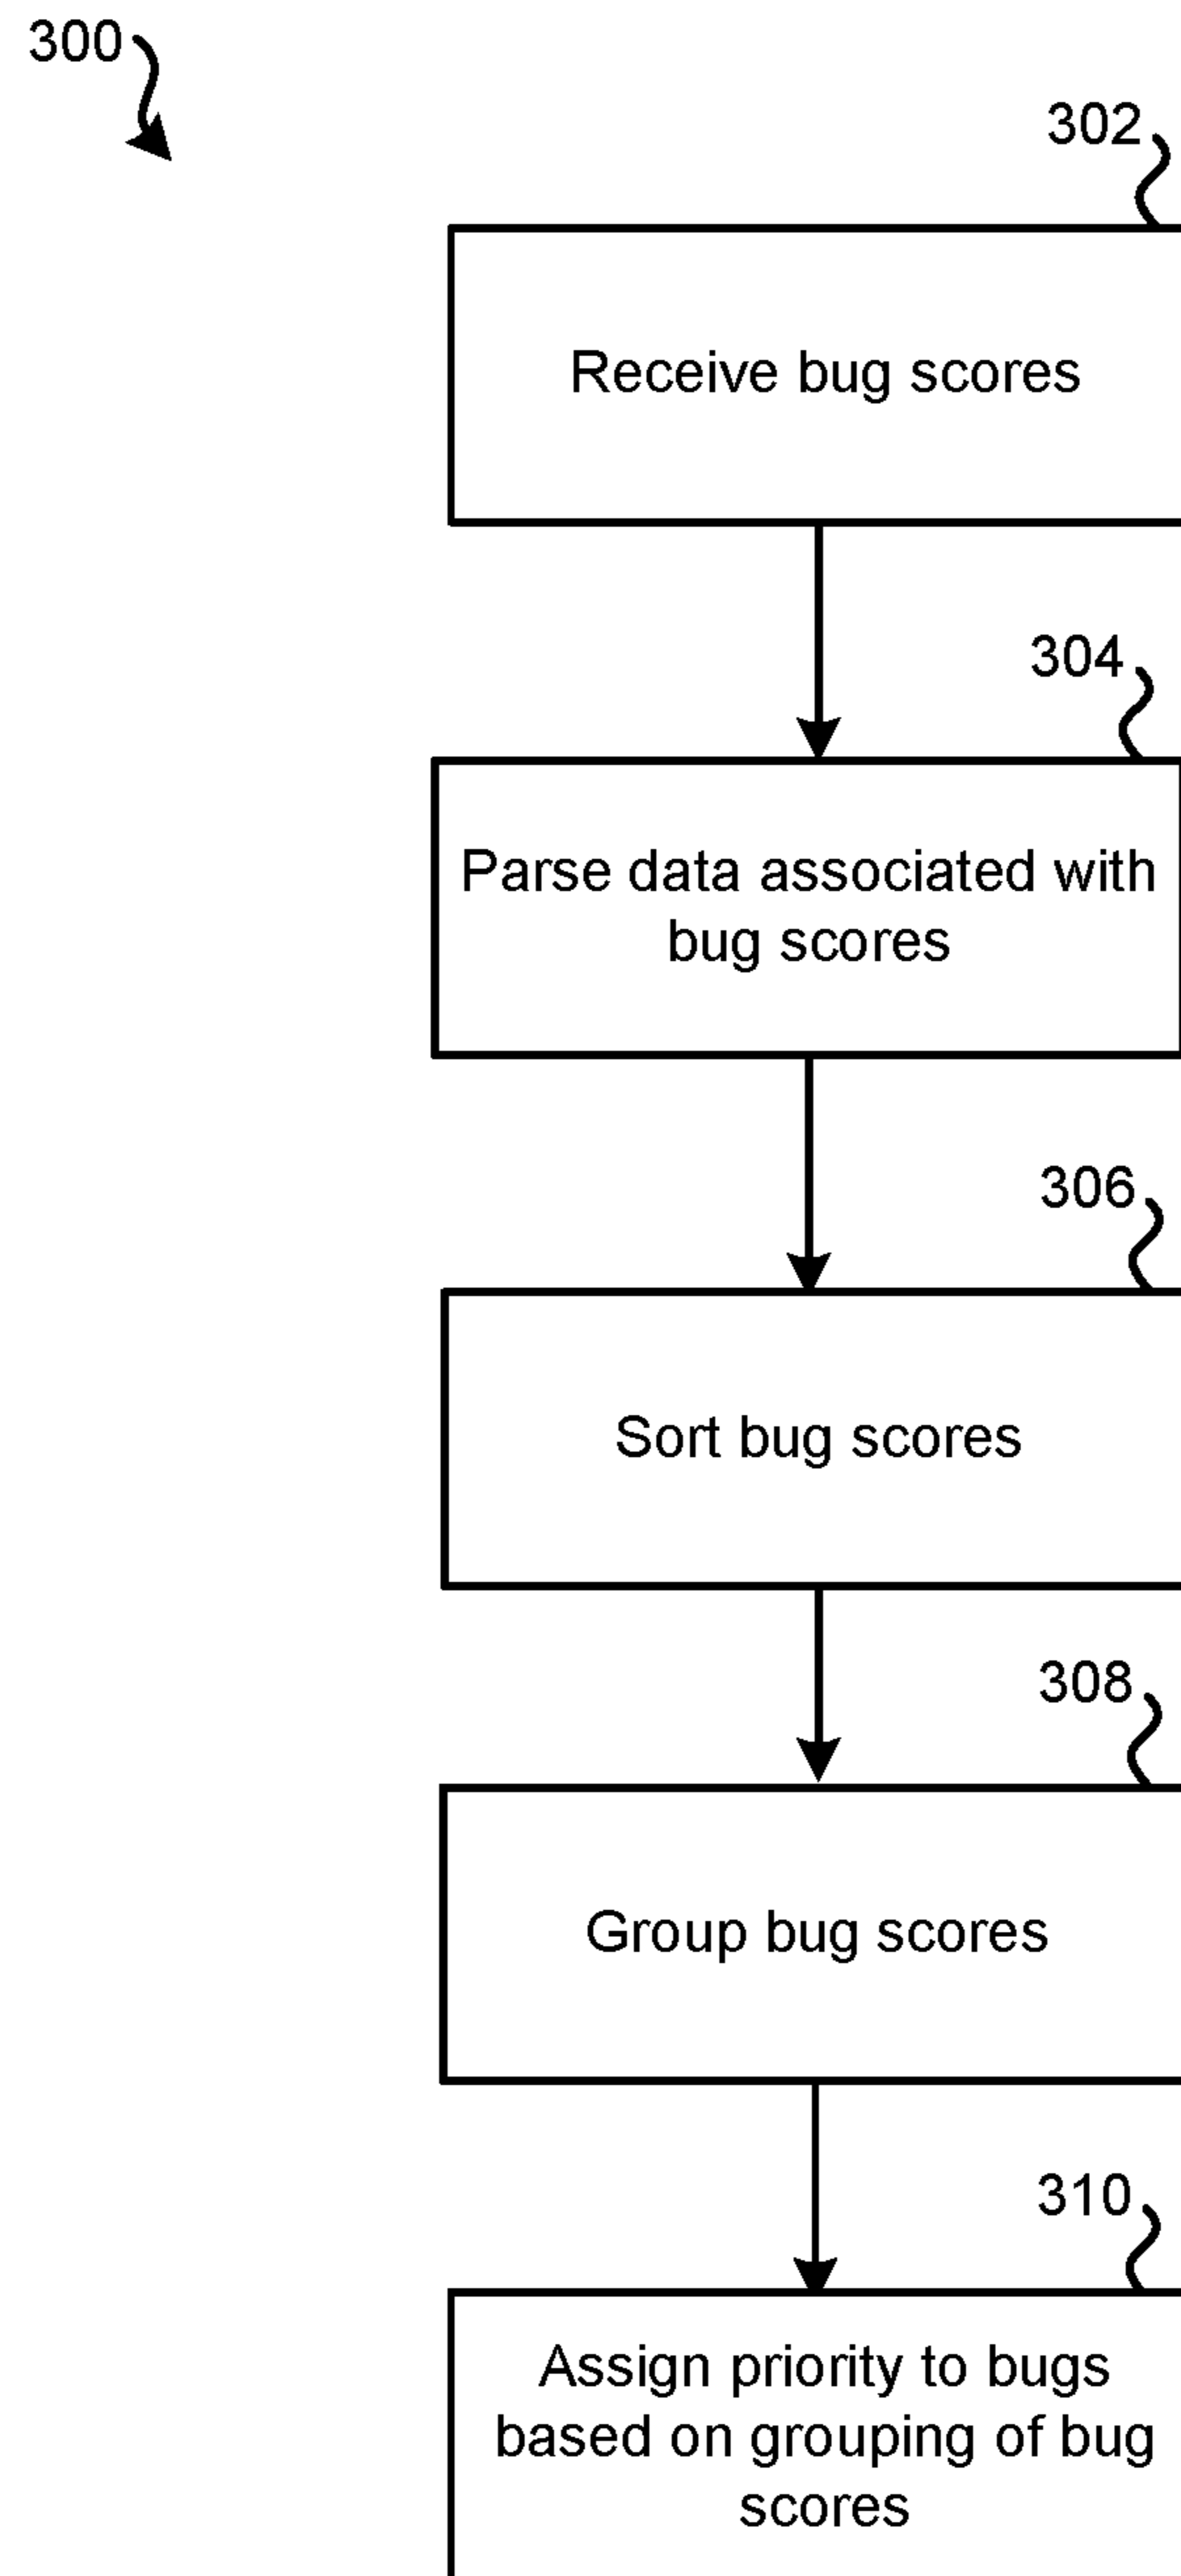 300
302
Receive bug scores
304
Parse data associated with
bug scores
306
Sort bug scores
308
Group bug scores
310
Assign priority to bugs
based on grouping of bug
scores